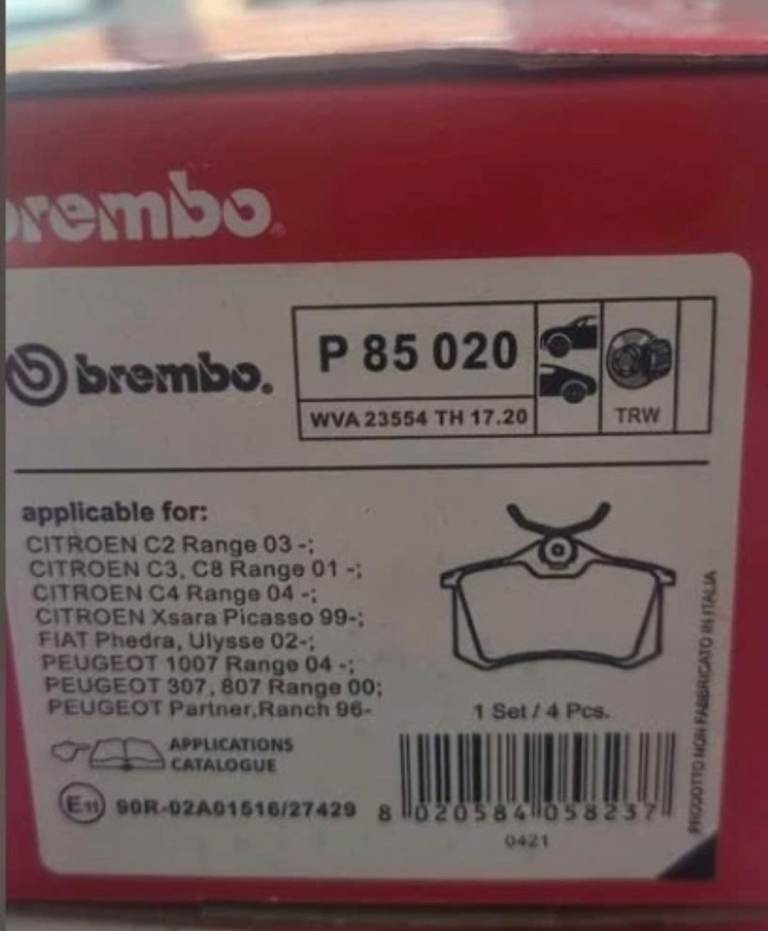 brembo®
brembo.
P 85 020
WVA 23554 TH 17.20
TRW
applicable for:
CITROEN C2 Range 03 -;
CITROEN C3, C8 Range 01 -;
CITROEN C4 Range 04 -;
CITROEN Xsara Picasso 99-;
FIAT Phedra, Ulysse 02-;
PEUGEOT 1007 Range 04 -;
PEUGEOT 307, 807 Range 00;
PEUGEOT Partner,Ranch 96-
1 Set / 4 Pcs.
APPLICATIONS
CATALOGUE
E11 90R-02A01516/27429
8 020584 058237
0421
PRODOTTO NON FABBRICATO IN ITALIA